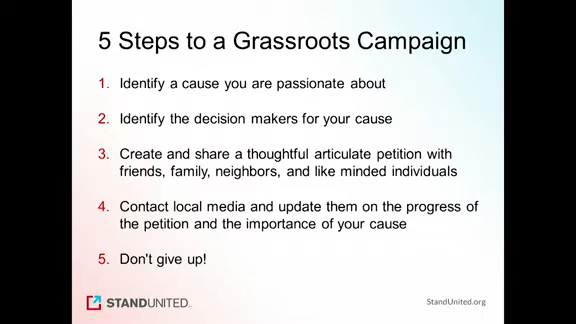 5 Steps to a Grassroots Campaign
1. Identify a cause you are passionate about
2. Identify the decision makers for your cause
3. Create and share a thoughtful articulate petition with
friends, family, neighbors, and like minded individuals
4. Contact local media and update them on the progress of
the petition and the importance of your cause
5. Don't give up!
STANDUNITED
StandUnited.org